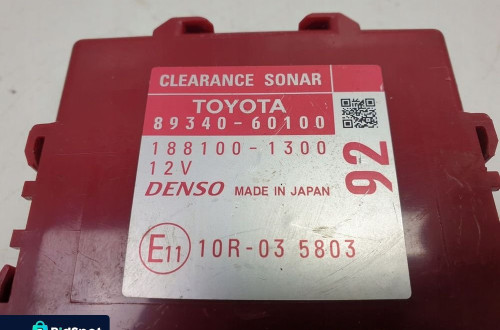 CLEARANCE SONAR
TOYOTA
89340-60100
188100-1300
12V
92
DENSO MADE IN JAPAN
E11 10R-03 5803